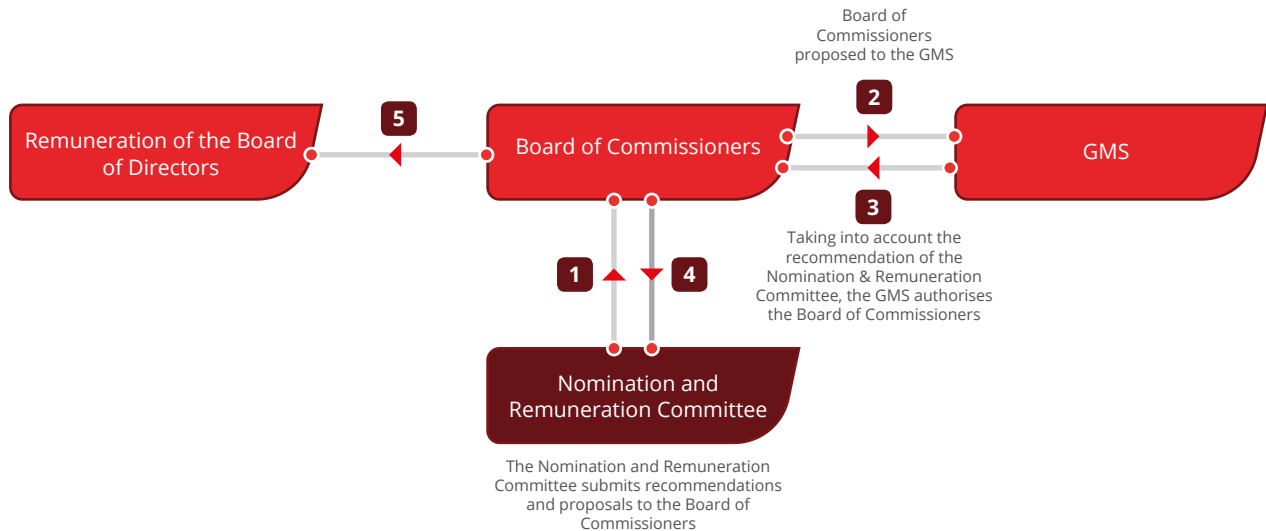 Board of
Commissioners
proposed to the GMS
2
5
Remuneration of the Board
of Directors
Board of Commissioners
GMS
3
Taking into account the
recommendation of the
Nomination & Remuneration
Committee, the GMS authorises
the Board of Commissioners
1
4
Nomination and
Remuneration Committee
The Nomination and Remuneration
Committee submits recommendations
and proposals to the Board of
Commissioners